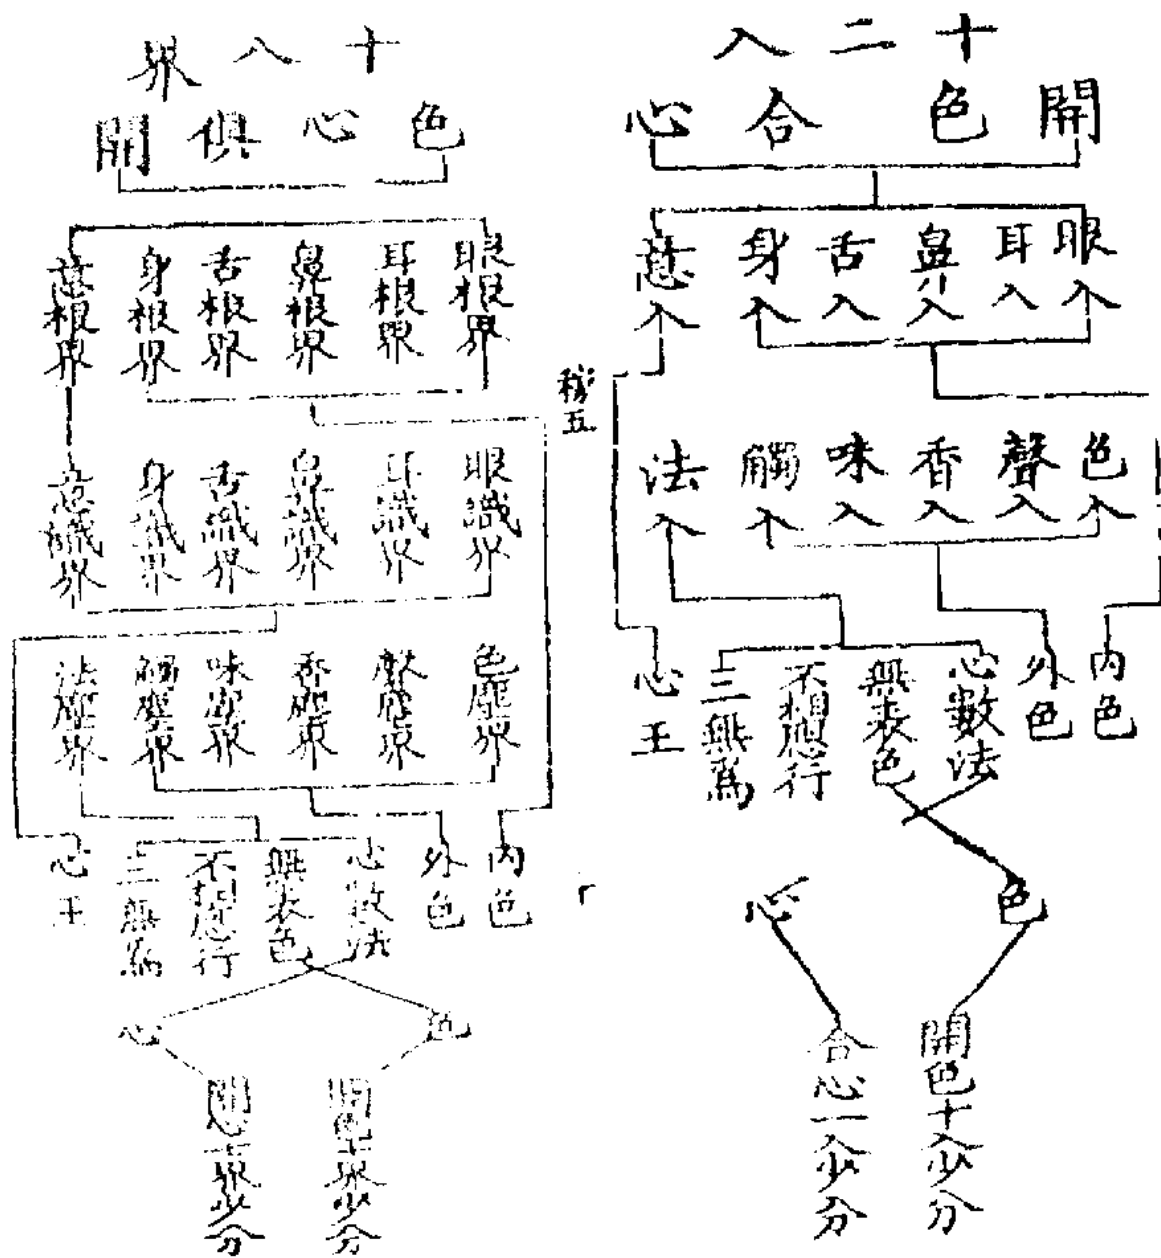 十二入
開色合心
眼入
耳入
鼻入
舌入
身入
意入
色入
聲入
香入
味入
觸入
法入
內色
外色
心數法
無表色
不相應行
三無為
心王
色
心
開色十入少分
合心一入少分
十八界
色心俱開
眼根界
耳根界
鼻根界
舌根界
身根界
意根界
眼識界
耳識界
鼻識界
舌識界
身識界
意識界
色塵界
聲塵界
香塵界
味塵界
觸塵界
法塵界
內色
外色
心數法
無表色
不相應行
三無為
心王
色
心